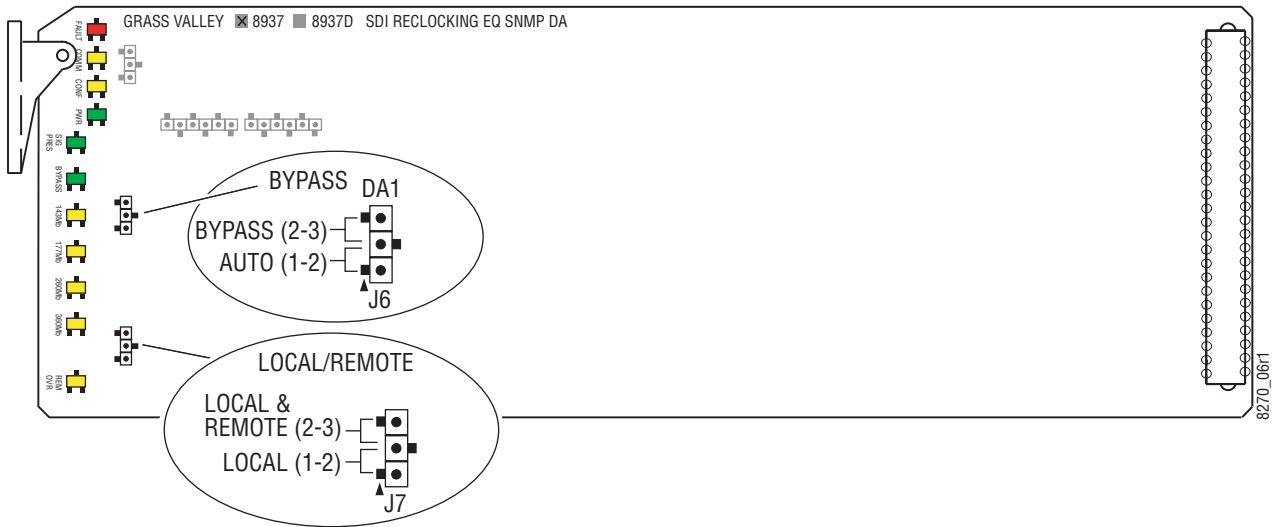 GRASS VALLEY 8937 8937D SDI RECLOCKING EQ SNMP DA
FAULT
COMM
CONF
PWR
SIG
PRES
BYPASS
143Mb
177Mb
260Mb
360Mb
REM
OVR
BYPASS
DA1
BYPASS (2-3)
AUTO (1-2)
J6
LOCAL/REMOTE
LOCAL &
REMOTE (2-3)
LOCAL (1-2)
J7
8270_06r1